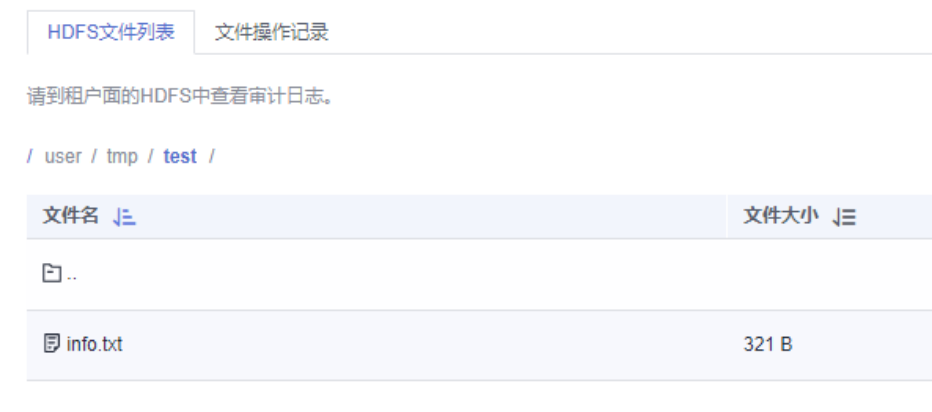 HDFS文件列表 文件操作记录
请到租户面的HDFS中查看审计日志。
/ user / tmp / test /
文件名 文件大小
..
info.txt 321 B